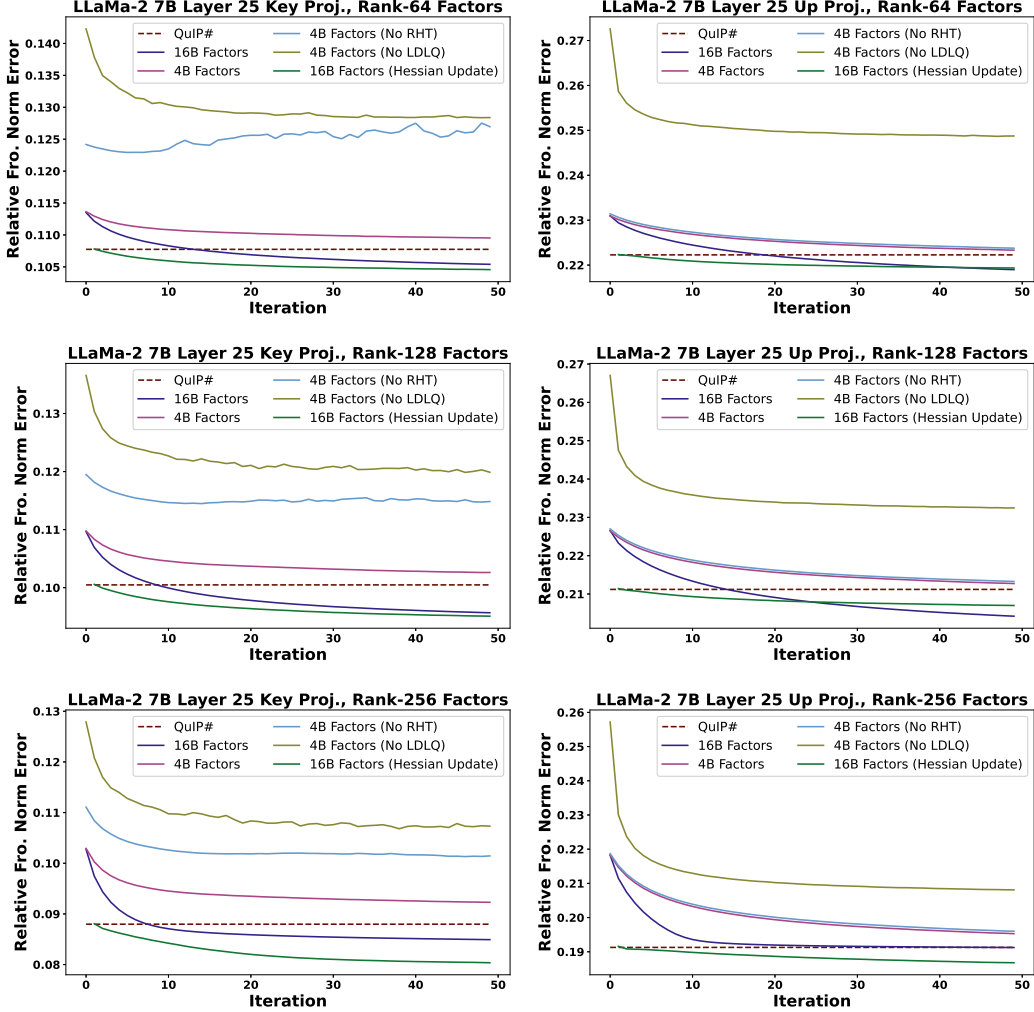 LLaMa-2 7B Layer 25 Key Proj., Rank-64 Factors
Relative Fro. Norm Error
0.140
0.135
0.130
0.125
0.120
0.115
0.110
0.105
QuIP#
16B Factors
4B Factors
4B Factors (No RHT)
4B Factors (No LDLQ)
16B Factors (Hessian Update)
0 10 20 30 40 50
Iteration
LLaMa-2 7B Layer 25 Up Proj., Rank-64 Factors
Relative Fro. Norm Error
0.27
0.26
0.25
0.24
0.23
0.22
QuIP#
16B Factors
4B Factors
4B Factors (No RHT)
4B Factors (No LDLQ)
16B Factors (Hessian Update)
0 10 20 30 40 50
Iteration
LLaMa-2 7B Layer 25 Key Proj., Rank-128 Factors
Relative Fro. Norm Error
0.13
0.12
0.11
0.10
QuIP#
16B Factors
4B Factors
4B Factors (No RHT)
4B Factors (No LDLQ)
16B Factors (Hessian Update)
0 10 20 30 40 50
Iteration
LLaMa-2 7B Layer 25 Up Proj., Rank-128 Factors
Relative Fro. Norm Error
0.27
0.26
0.25
0.24
0.23
0.22
0.21
QuIP#
16B Factors
4B Factors
4B Factors (No RHT)
4B Factors (No LDLQ)
16B Factors (Hessian Update)
0 10 20 30 40 50
Iteration
LLaMa-2 7B Layer 25 Key Proj., Rank-256 Factors
Relative Fro. Norm Error
0.13
0.12
0.11
0.10
0.09
0.08
QuIP#
16B Factors
4B Factors
4B Factors (No RHT)
4B Factors (No LDLQ)
16B Factors (Hessian Update)
0 10 20 30 40 50
Iteration
LLaMa-2 7B Layer 25 Up Proj., Rank-256 Factors
Relative Fro. Norm Error
0.26
0.25
0.24
0.23
0.22
0.21
0.20
0.19
QuIP#
16B Factors
4B Factors
4B Factors (No RHT)
4B Factors (No LDLQ)
16B Factors (Hessian Update)
0 10 20 30 40 50
Iteration